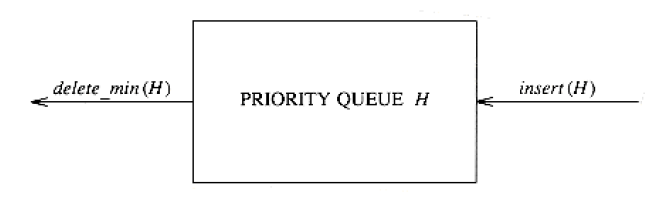 delete_min(H)
PRIORITY QUEUE H
insert(H)